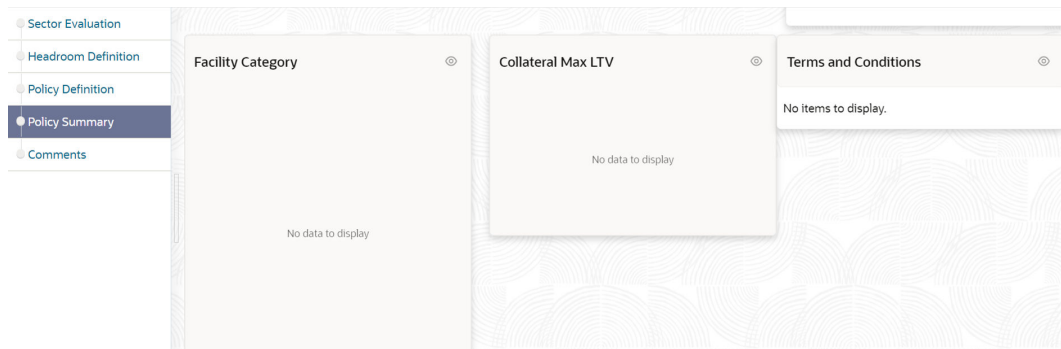 Sector Evaluation
Headroom Definition
Policy Definition
Policy Summary
Comments
Facility Category
No data to display
Collateral Max LTV
No data to display
Terms and Conditions
No items to display.